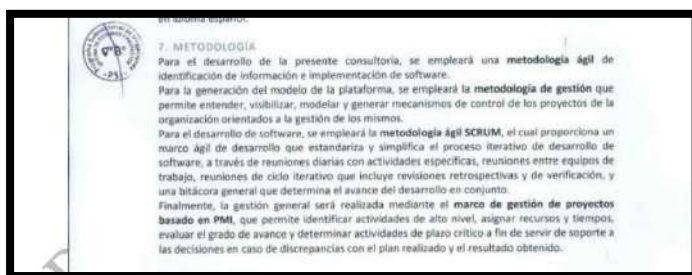 en idioma español.
7. METODOLOGÍA
Para el desarrollo de la presente consultoría, se empleará una metodología ágil de
identificación de información e implementación de software.
Para la generación del modelo de la plataforma, se empleará la metodología de gestión que
permite entender, visibilizar, modelar y generar mecanismos de control de los proyectos de la
organización orientados a la gestión de los mismos.
Para el desarrollo de software, se empleará la metodología ágil SCRUM, el cual proporciona un
marco ágil de desarrollo que estandariza y simplifica el proceso iterativo de desarrollo de
software, a través de reuniones diarias con actividades específicas, reuniones entre equipos de
trabajo, reuniones de ciclo iterativo que incluye revisiones retrospectivas y de verificación, y
una bitácora general que determina el avance del desarrollo en conjunto.
Finalmente, la gestión general será realizada mediante el marco de gestión de proyectos
basado en PMI, que permite identificar actividades de alto nivel, asignar recursos y tiempos,
evaluar el grado de avance y determinar actividades de plazo crítico a fin de servir de soporte a
las decisiones en caso de discrepancias con el plan realizado y el resultado obtenido.